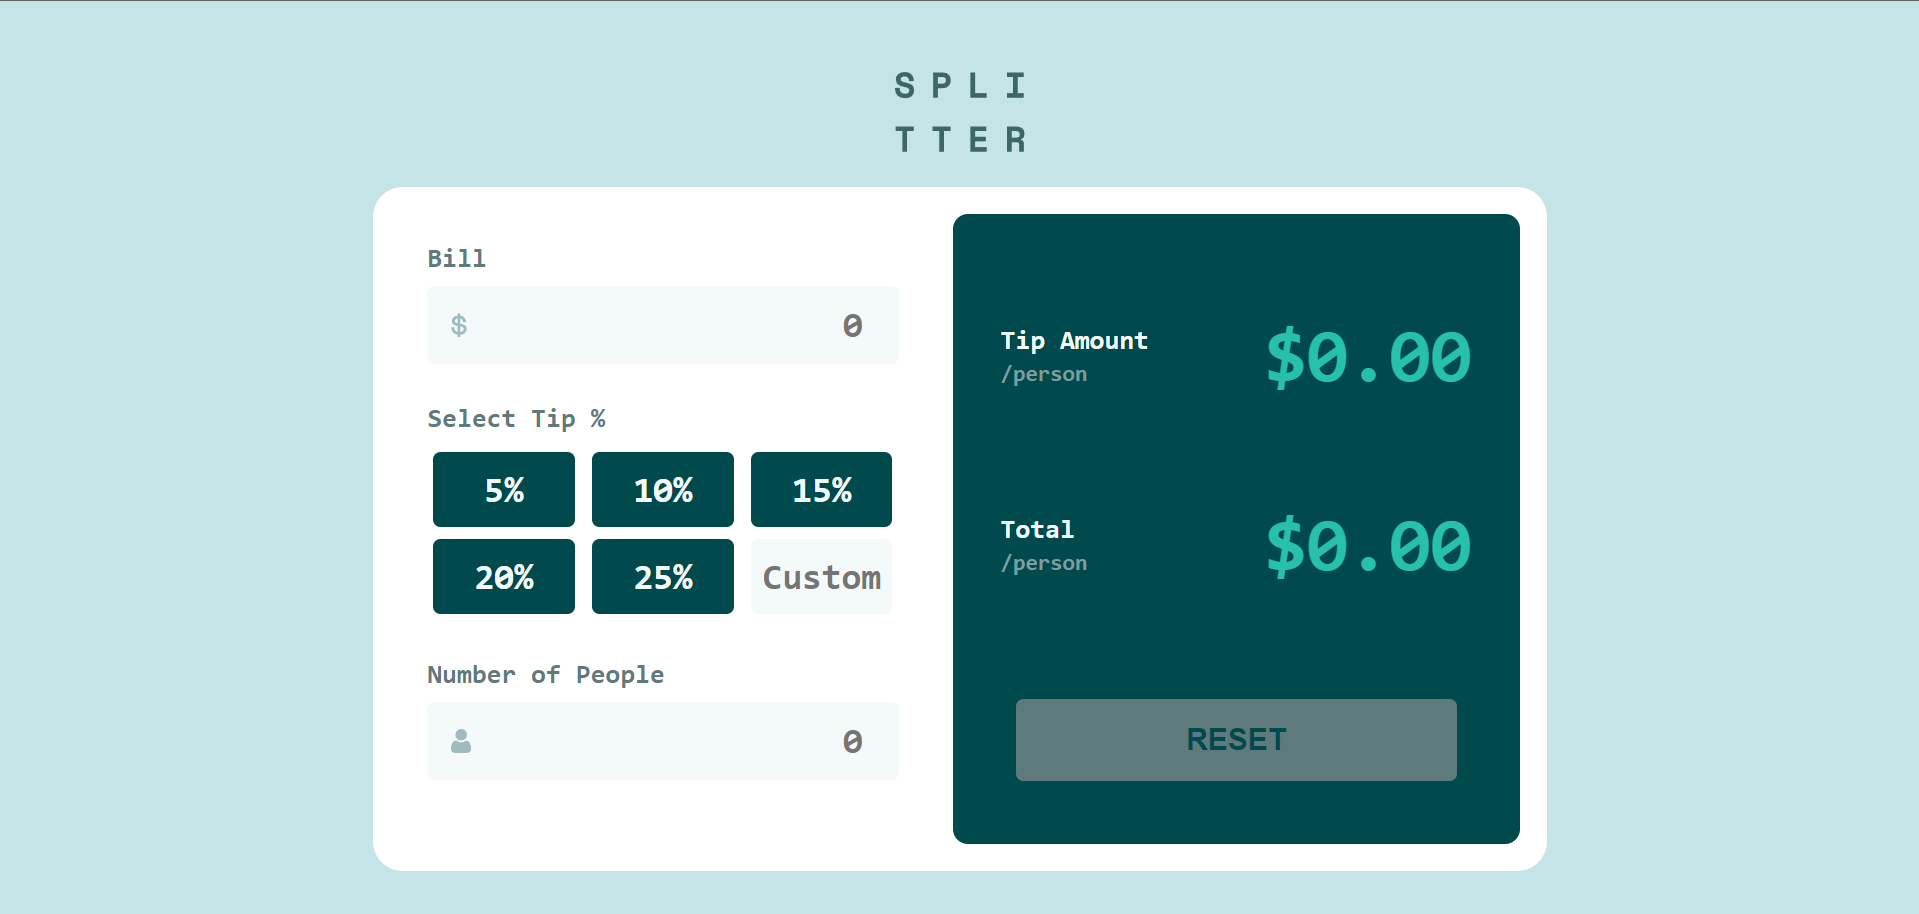 S P L I
T T E R
Bill
$ 0
Select Tip %
5% 10% 15%
20% 25% Custom
Number of People
0
Tip Amount
/person
$0.00
Total
/person
$0.00
RESET